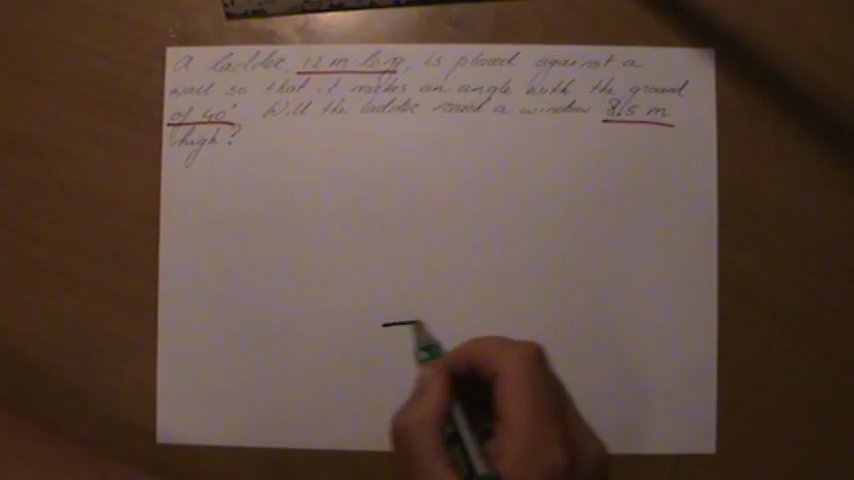 A ladder, 12 m long, is placed against a
wall so that it makes an angle with the ground
of 40° Will the ladder reach a window 8.5 m
high?